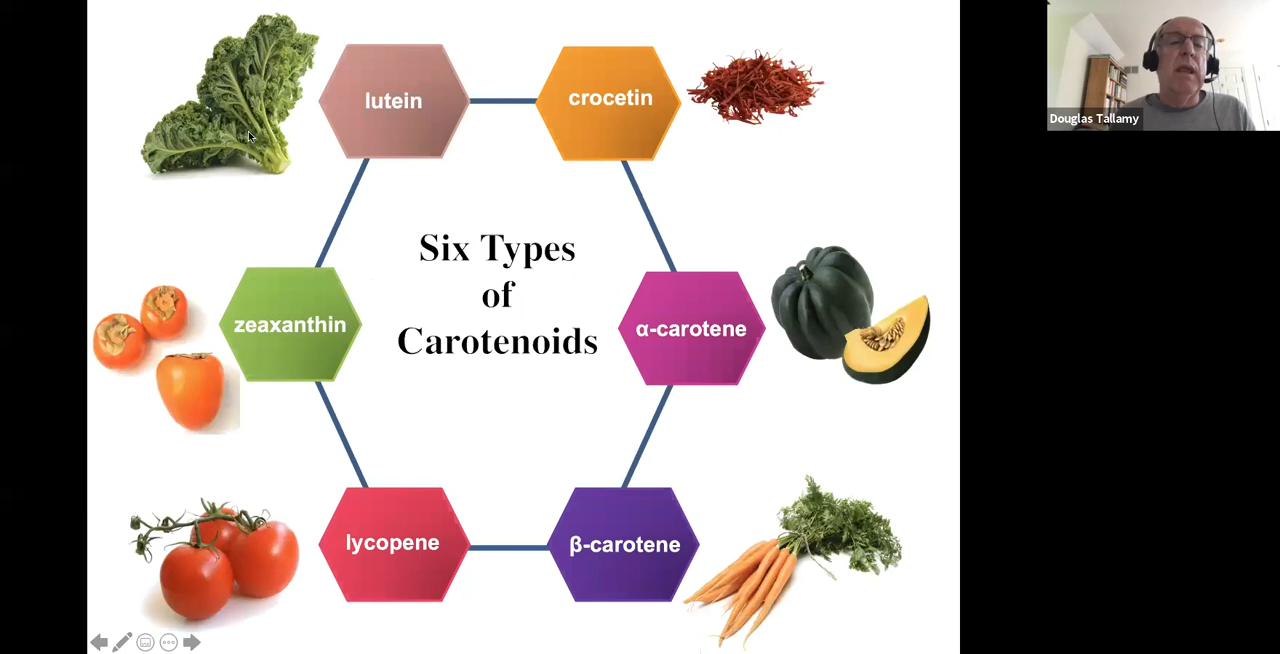 lutein
crocetin
Douglas Tallamy
Six Types
of
Carotenoids
zeaxanthin
α-carotene
lycopene
β-carotene